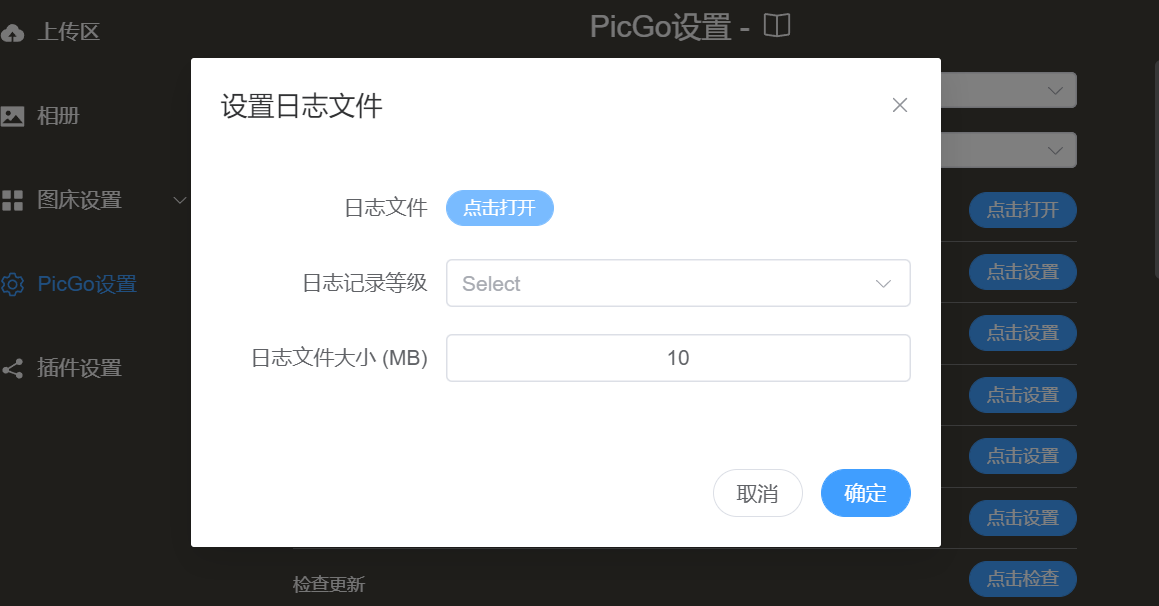 上传区
PicGo设置 -
相册
图床设置
PicGo设置
插件设置
设置日志文件
日志文件 点击打开
日志记录等级 Select
日志文件大小 (MB) 10
取消 确定
点击打开
点击设置
点击设置
点击设置
点击设置
点击设置
检查更新 点击检查